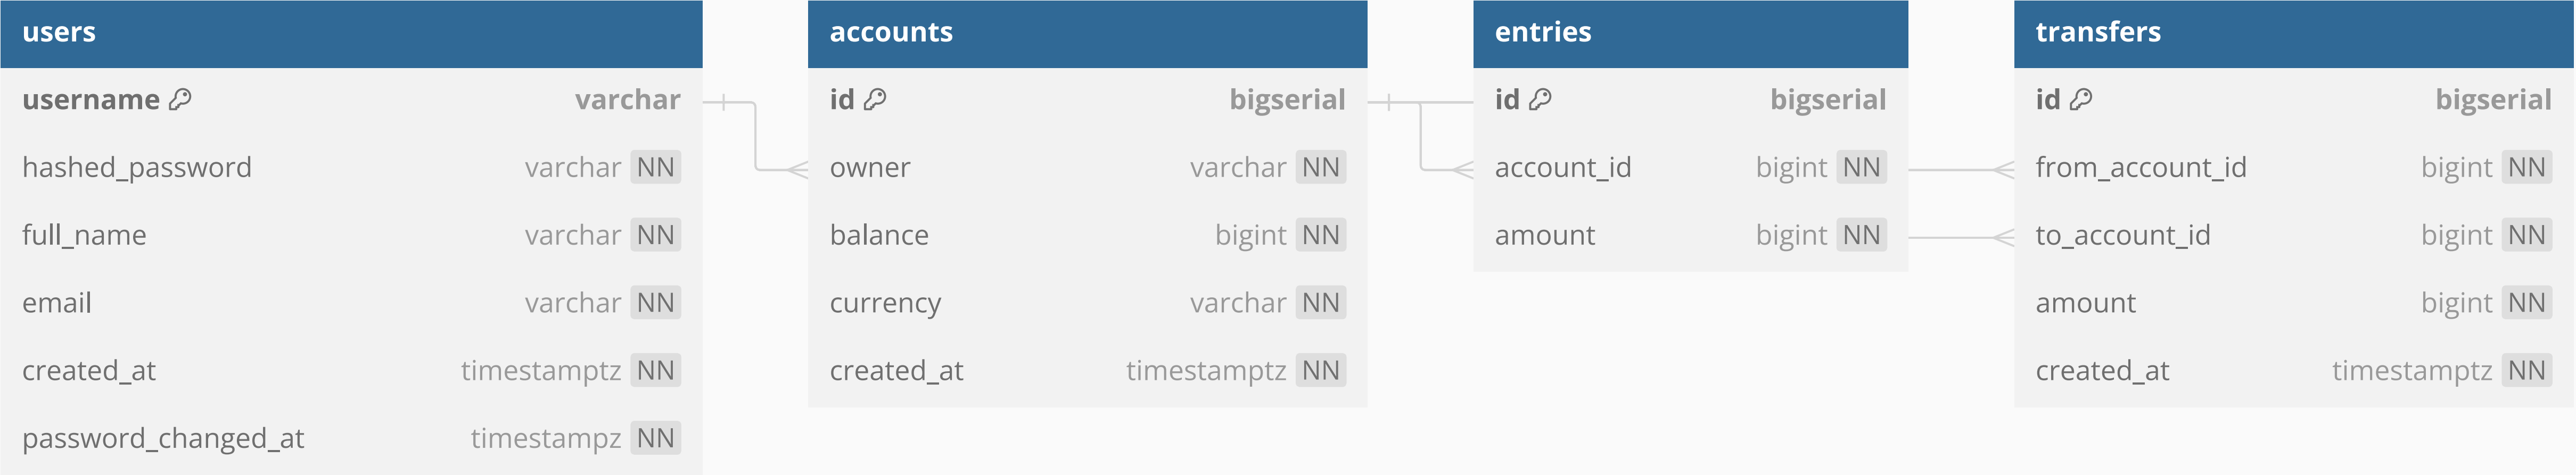 users
username varchar
hashed_password varchar NN
full_name varchar NN
email varchar NN
created_at timestamptz NN
password_changed_at timestampz NN
accounts
id bigserial
owner varchar NN
balance bigint NN
currency varchar NN
created_at timestamptz NN
entries
id bigserial
account_id bigint NN
amount bigint NN
transfers
id bigserial
from_account_id bigint NN
to_account_id bigint NN
amount bigint NN
created_at timestamptz NN